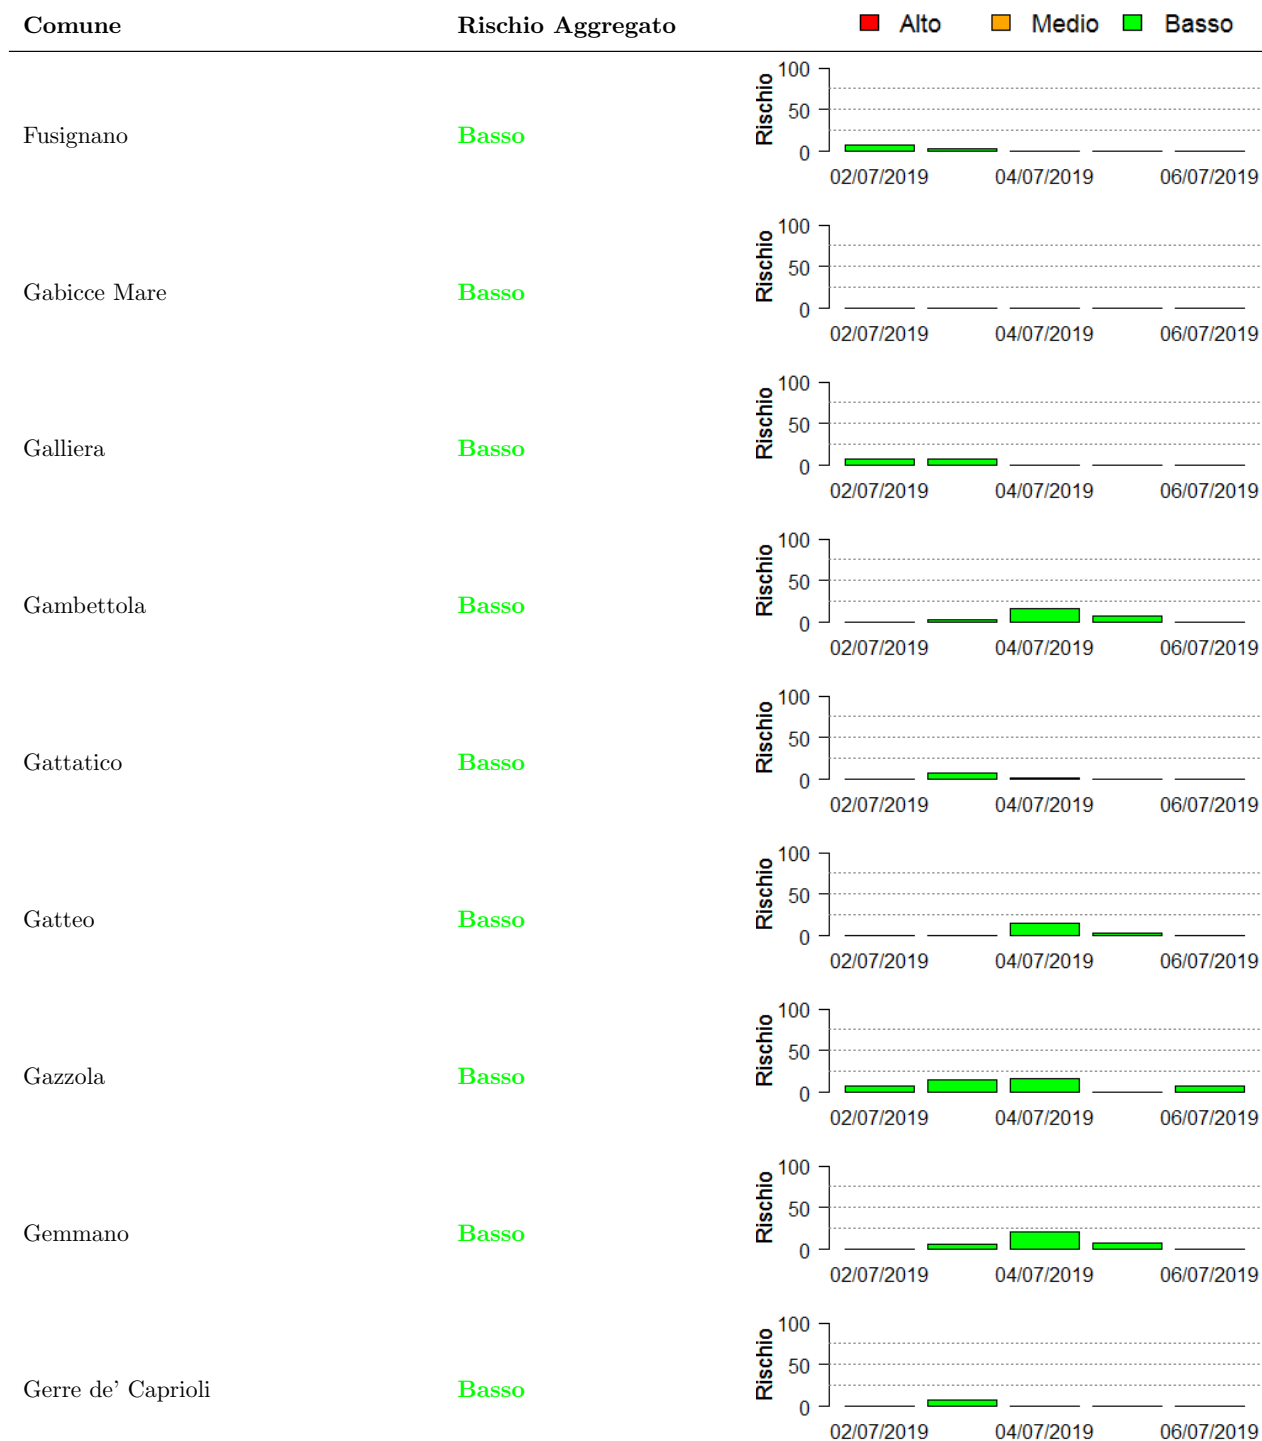 Comune Rischio Aggregato Alto Medio Basso
100
50
0
Rischio
Fusignano Basso
02/07/2019 04/07/2019 06/07/2019
100
50
0
Rischio
Gabicce Mare Basso
02/07/2019 04/07/2019 06/07/2019
100
50
0
Rischio
Galliera Basso
02/07/2019 04/07/2019 06/07/2019
100
50
0
Rischio
Gambettola Basso
02/07/2019 04/07/2019 06/07/2019
100
50
0
Rischio
Gattatico Basso
02/07/2019 04/07/2019 06/07/2019
100
50
0
Rischio
Gatteo Basso
02/07/2019 04/07/2019 06/07/2019
100
50
0
Rischio
Gazzola Basso
02/07/2019 04/07/2019 06/07/2019
100
50
0
Rischio
Gemmano Basso
02/07/2019 04/07/2019 06/07/2019
100
50
0
Rischio
Gerre de' Caprioli Basso
02/07/2019 04/07/2019 06/07/2019